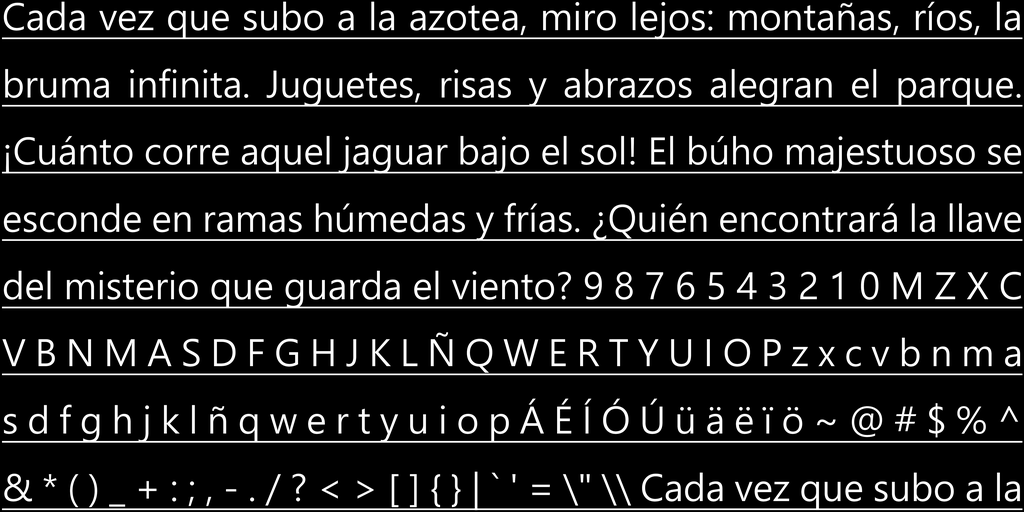 Cada vez que subo a la azotea, miro lejos: montañas, ríos, la
bruma infinita. Juguetes, risas y abrazos alegran el parque.
¡Cuánto corre aquel jaguar bajo el sol! El búho majestuoso se
esconde en ramas húmedas y frías. ¿Quién encontrará la llave
del misterio que guarda el viento? 9 8 7 6 5 4 3 2 1 0 M Z X C
V B N M A S D F G H J K L Ñ Q W E R T Y U I O P z x c v b n m a
s d f g h j k l ñ q w e r t y u i o p Á É Í Ó Ú ü ä ë ï ö ~ @ # $ % ^
& * ( ) _ + : ; , - . / ? < > [ ] { } | ` ' = \" \\ Cada vez que subo a la